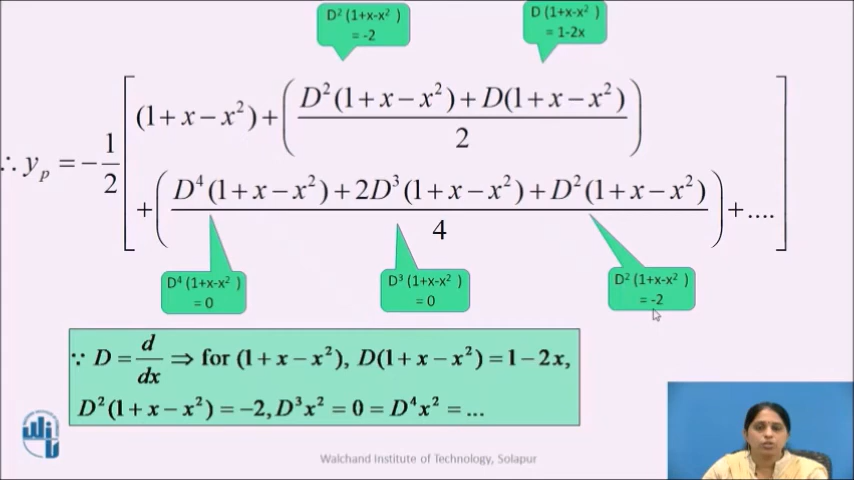 D² (1+x-x² )
= -2
D (1+x-x² )
= 1-2x
∴ y_p = -1/2 [ (1+x-x²) + ( (D²(1+x-x²)+D(1+x-x²))/2 )
+ ( (D⁴(1+x-x²)+2D³(1+x-x²)+D²(1+x-x²))/4 ) + .... ]
D⁴ (1+x-x² )
= 0
D³ (1+x-x² )
= 0
D² (1+x-x² )
= -2
∵ D = d/dx ⇒ for (1+x-x²), D(1+x-x²) = 1-2x,
D²(1+x-x²) = -2, D³x² = 0 = D⁴x² = ...
Walchand Institute of Technology, Solapur